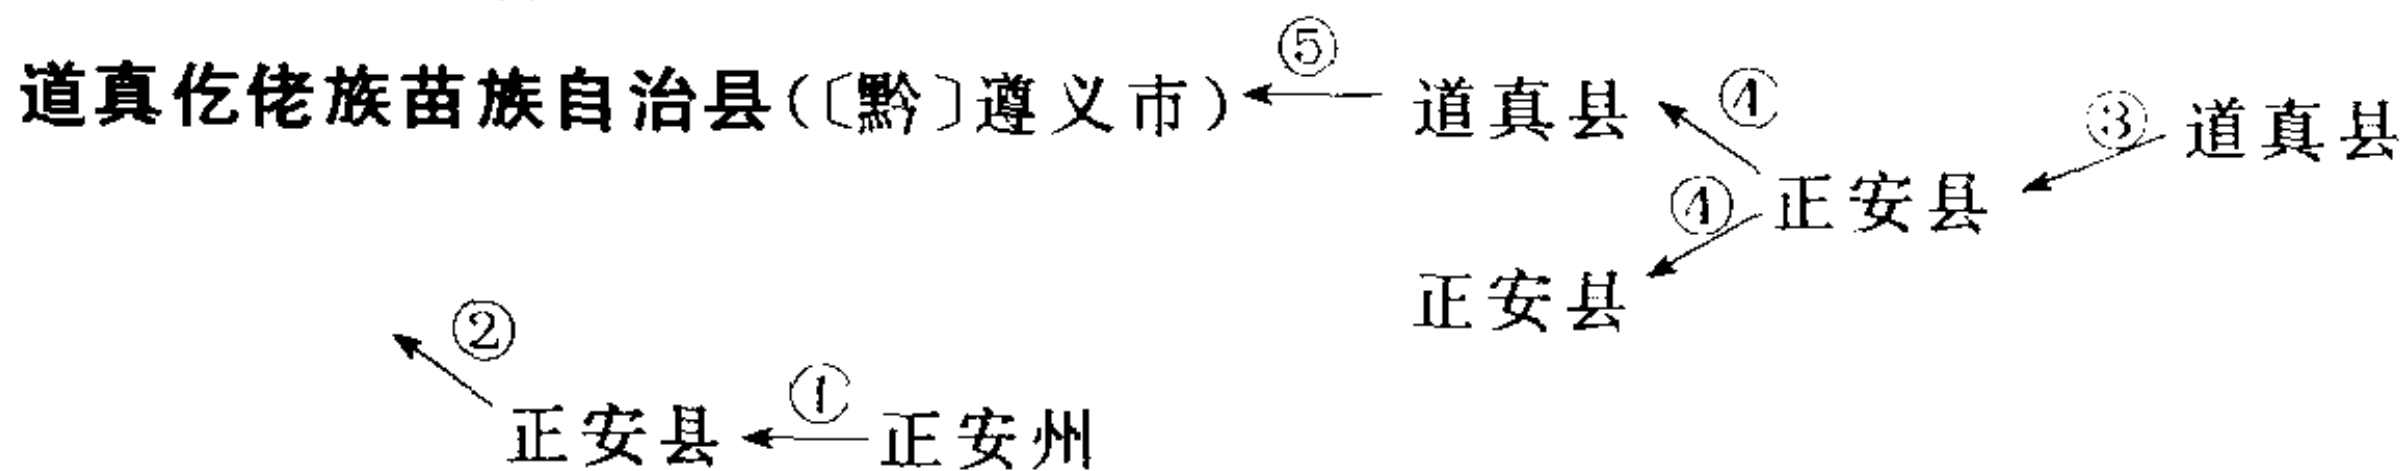 道真仡佬族苗族自治县(〔黔〕遵义市) ⑤ 道真县 ④ ③ 道真县
④ 正安县
正安县
②
正安县 ① 正安州